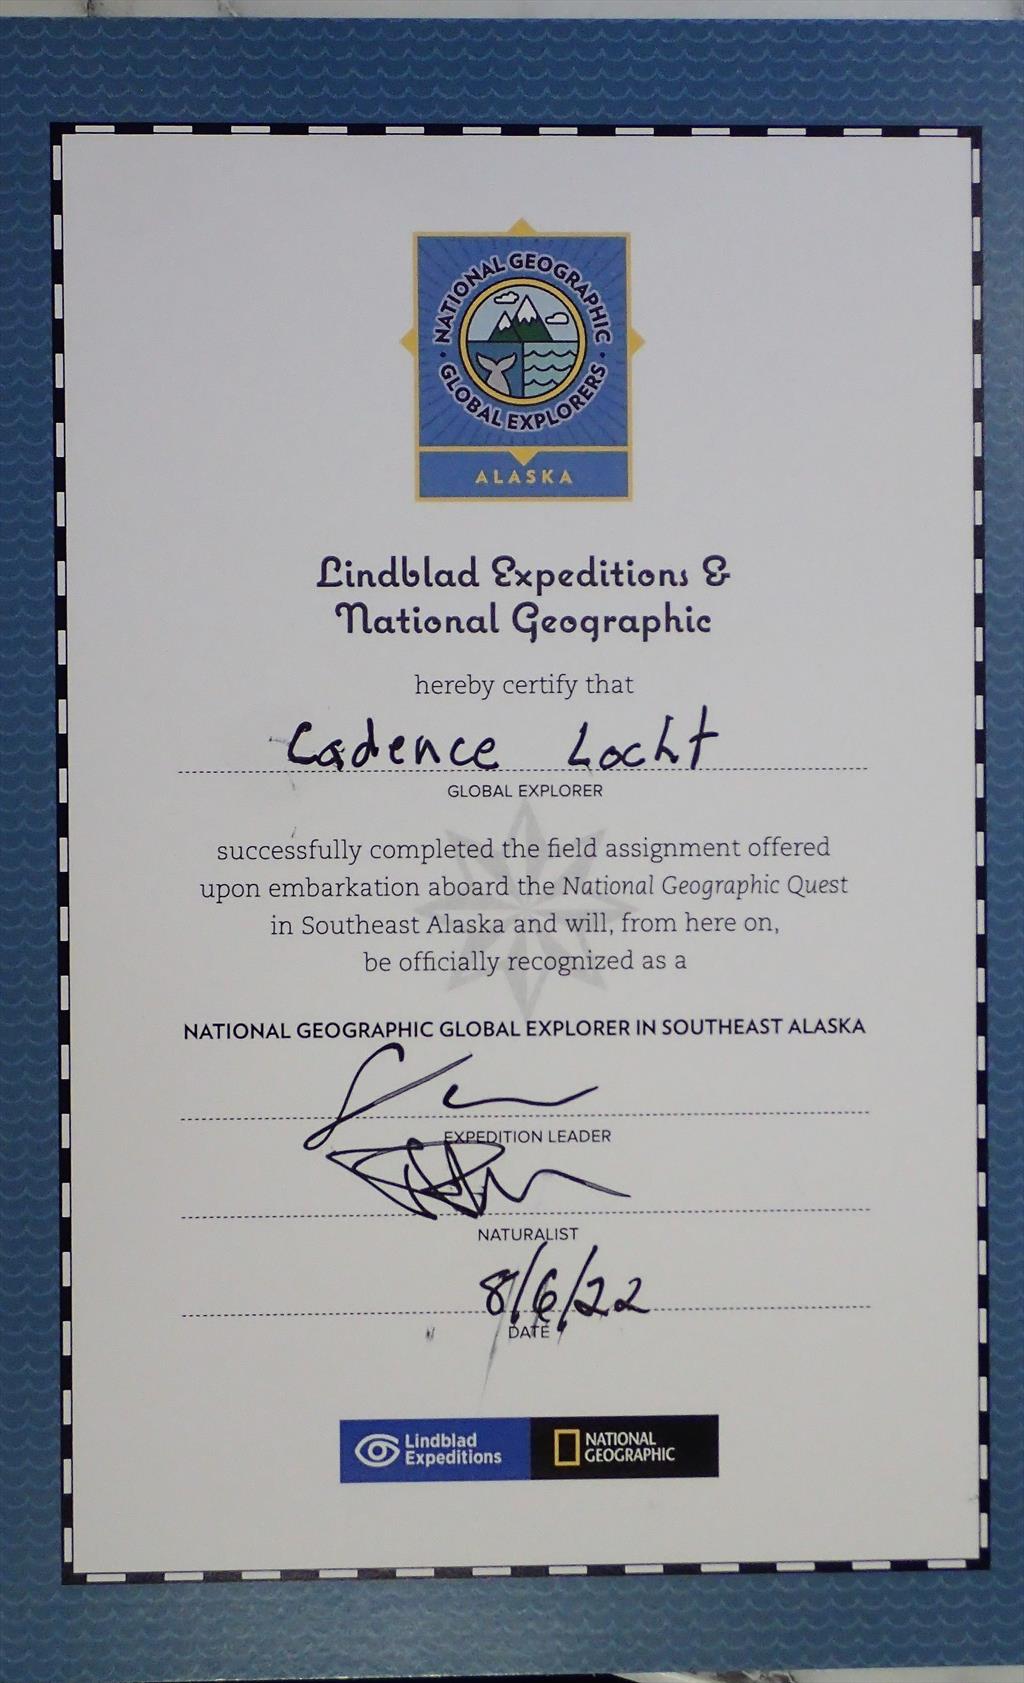 NATIONAL GEOGRAPHIC
GLOBAL EXPLORERS
ALASKA
Lindblad Expeditions &
National Geographic
hereby certify that
Cadence Locht
GLOBAL EXPLORER
successfully completed the field assignment offered
upon embarkation aboard the National Geographic Quest
in Southeast Alaska and will, from here on,
be officially recognized as a
NATIONAL GEOGRAPHIC GLOBAL EXPLORER IN SOUTHEAST ALASKA
EXPEDITION LEADER
NATURALIST
8/6/22
DATE
Lindblad
Expeditions
NATIONAL
GEOGRAPHIC